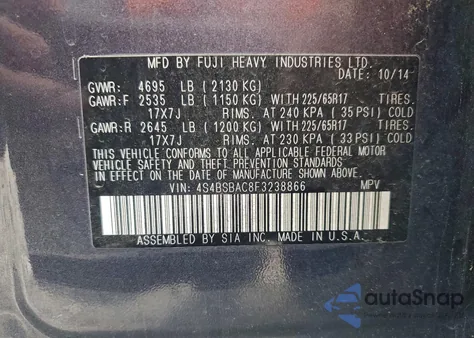 MFD. BY FUJI HEAVY INDUSTRIES LTD.
DATE: 10/14
GVWR: 4695 LB (2130 KG)
GAWR:F 2535 LB (1150 KG) WITH 225/65R17 TIRES.
17X7J RIMS. AT 240 KPA (35 PSI) COLD
GAWR:R 2645 LB (1200 KG) WITH 225/65R17 TIRES.
17X7J RIMS. AT 230 KPA (33 PSI) COLD
THIS VEHICLE CONFORMS TO ALL APPLICABLE FEDERAL MOTOR
VEHICLE SAFETY AND THEFT PREVENTION STANDARDS
IN EFFECT ON THE DATE OF MANUFACTURE SHOWN ABOVE.
VIN: 4S4BSBAC8F3238866 MPV
ASSEMBLED BY SIA INC. MADE IN U.S.A.
autoSnap